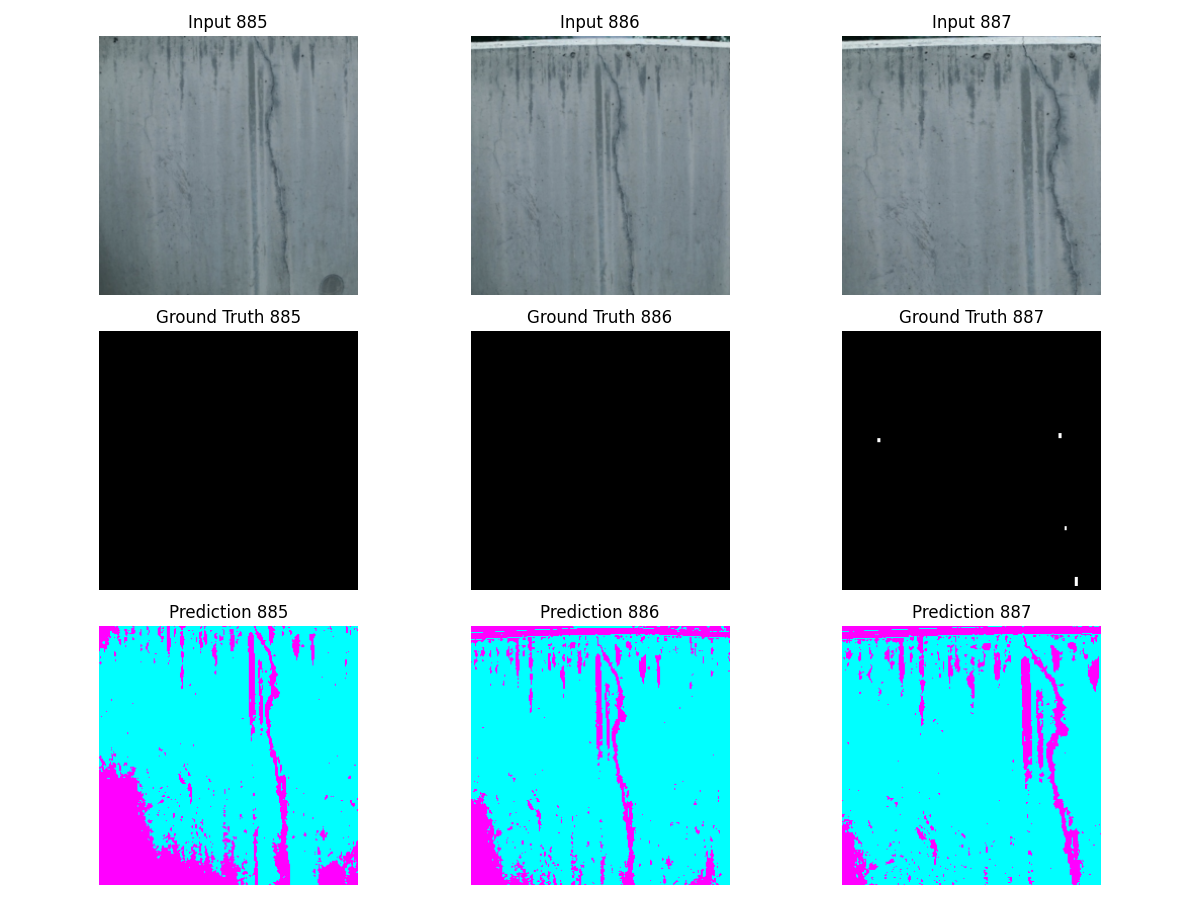 Input 885
Input 886
Input 887
Ground Truth 885
Ground Truth 886
Ground Truth 887
Prediction 885
Prediction 886
Prediction 887